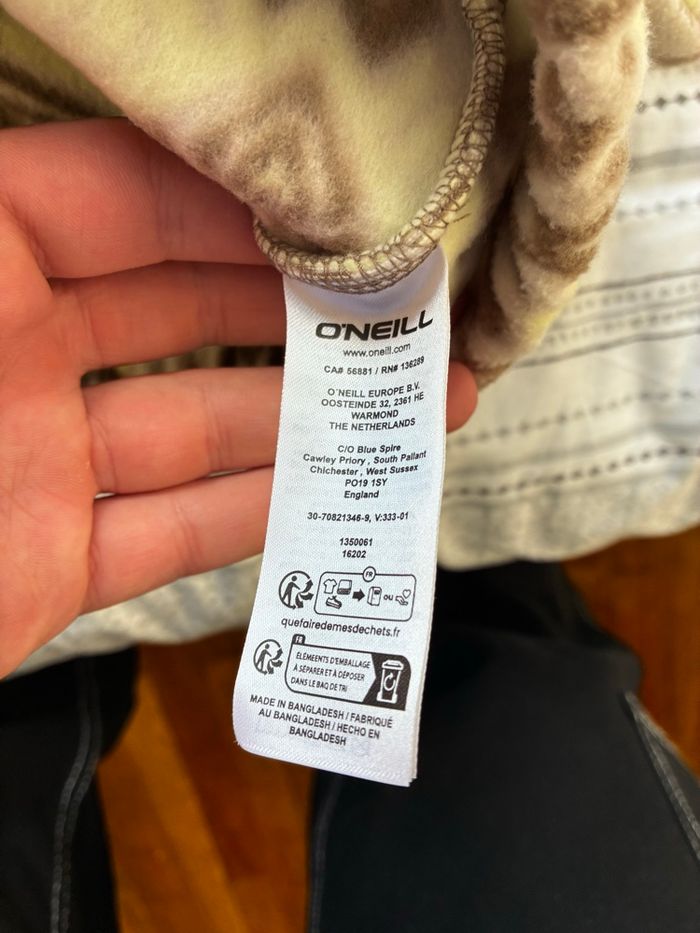 O'NEILL
www.oneill.com
CA# 56881 / RN# 136289
O'NEILL EUROPE B.V.
OOSTEINDE 32, 2361 HE
WARMOND
THE NETHERLANDS
C/O Blue Spire
Cawley Priory , South Pallant
Chichester , West Sussex
PO19 1SY
England
30-70821346-9, V:333-01
1350061
16202
FR
OU
quefairedemesdechets.fr
FR
ÉLÉMEENTS D'EMBALLAGE
À SÉPARER ET À DÉPOSER
DANS LE BAQ DE TRI
MADE IN BANGLADESH / FABRIQUÉ
AU BANGLADESH / HECHO EN
BANGLADESH